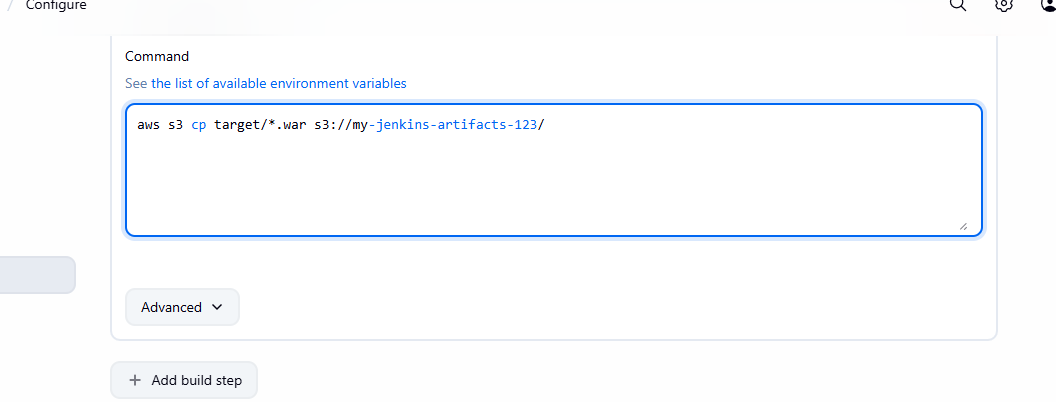 / Configure
Command
See the list of available environment variables
aws s3 cp target/*.war s3://my-jenkins-artifacts-123/
Advanced
+ Add build step